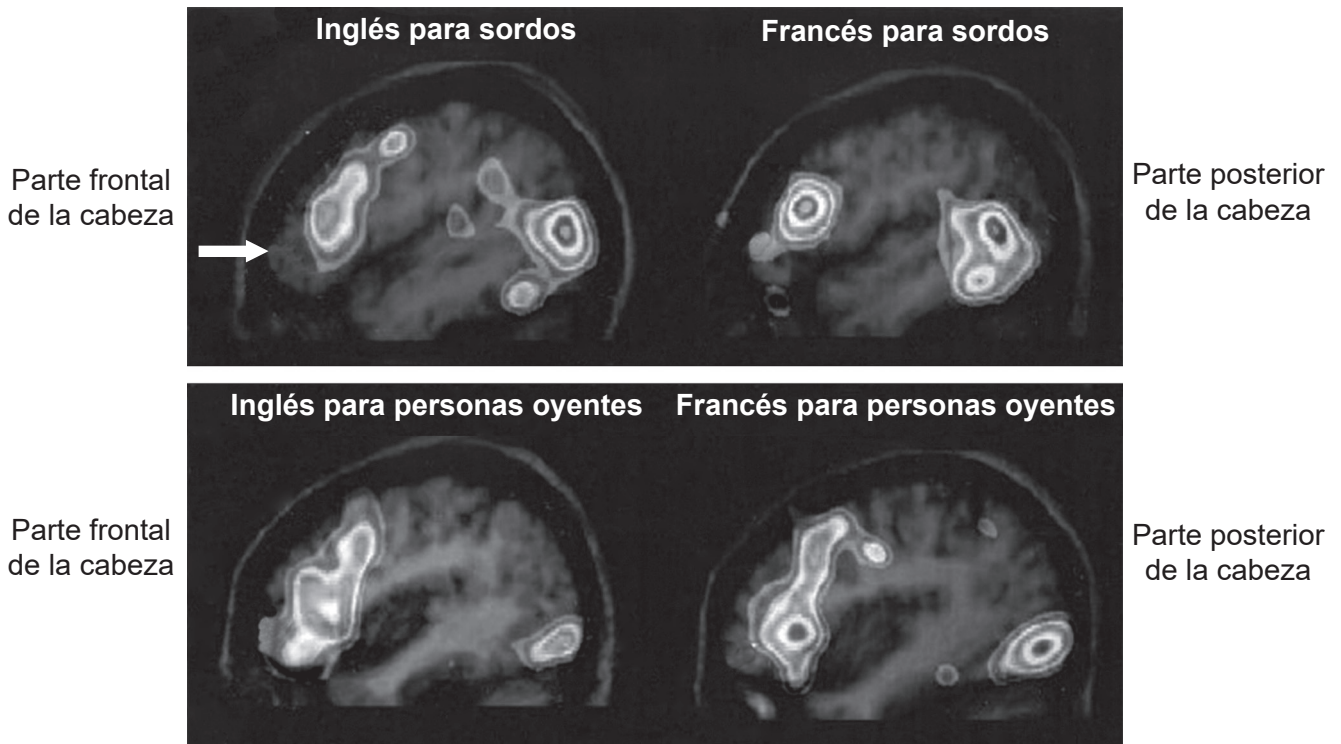 Inglés para sordos
Francés para sordos
Parte frontal
de la cabeza
Parte posterior
de la cabeza
Inglés para personas oyentes
Francés para personas oyentes
Parte frontal
de la cabeza
Parte posterior
de la cabeza